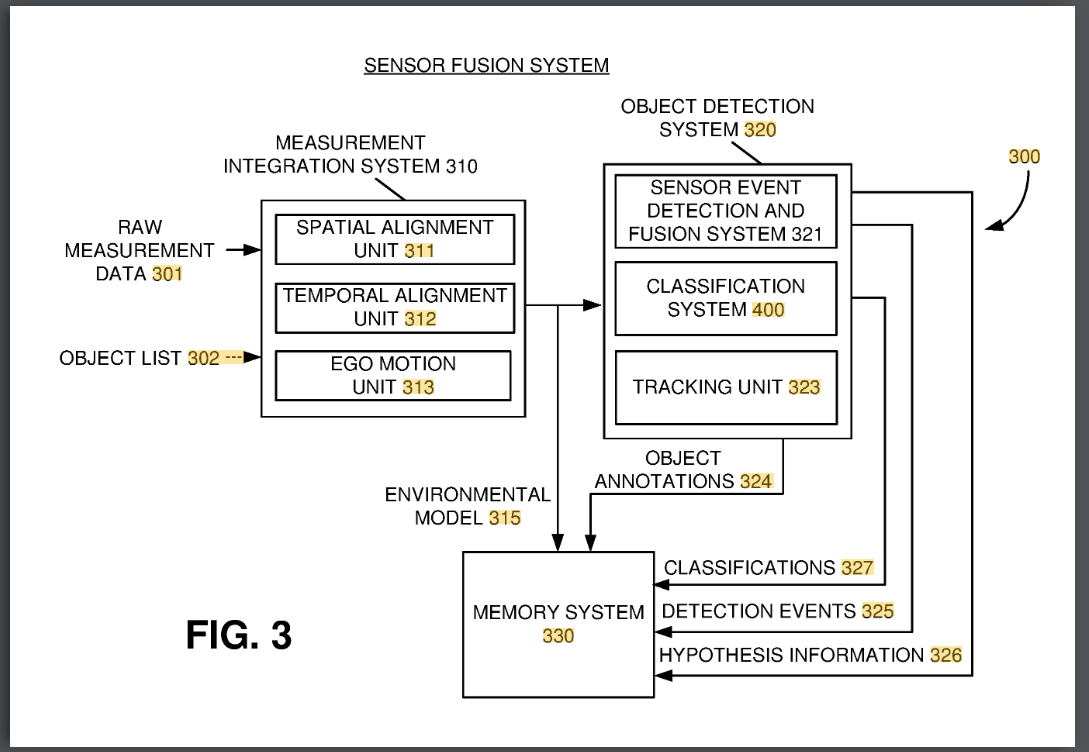 SENSOR FUSION SYSTEM
OBJECT DETECTION
SYSTEM 320
MEASUREMENT
INTEGRATION SYSTEM 310
300
RAW
MEASUREMENT
DATA 301
OBJECT LIST 302
SPATIAL ALIGNMENT
UNIT 311
TEMPORAL ALIGNMENT
UNIT 312
EGO MOTION
UNIT 313
SENSOR EVENT
DETECTION AND
FUSION SYSTEM 321
CLASSIFICATION
SYSTEM 400
TRACKING UNIT 323
OBJECT
ANNOTATIONS 324
ENVIRONMENTAL
MODEL 315
MEMORY SYSTEM
330
CLASSIFICATIONS 327
DETECTION EVENTS 325
HYPOTHESIS INFORMATION 326
FIG. 3